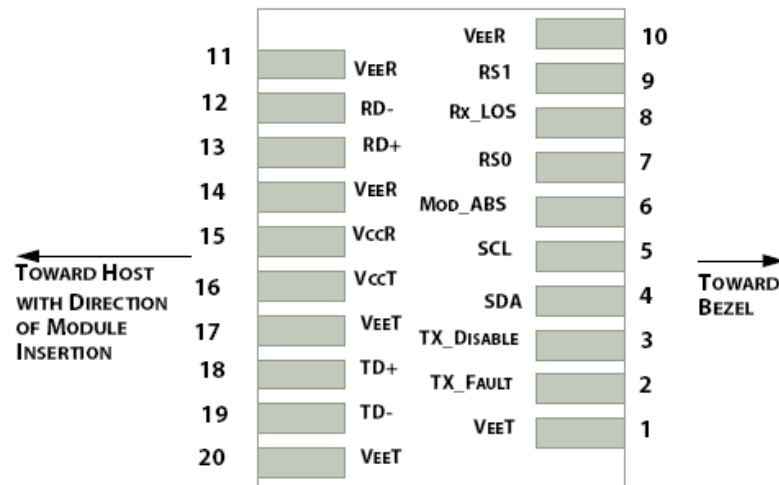 11 VEER
12 RD-
13 RD+
14 VEER
15 VCCR
16 VCCT
17 VEET
18 TD+
19 TD-
20 VEET
VEER 10
RS1 9
RX_LOS 8
RS0 7
MOD_ABS 6
SCL 5
SDA 4
TX_DISABLE 3
TX_FAULT 2
VEET 1
TOWARD HOST
WITH DIRECTION
OF MODULE
INSERTION
TOWARD
BEZEL